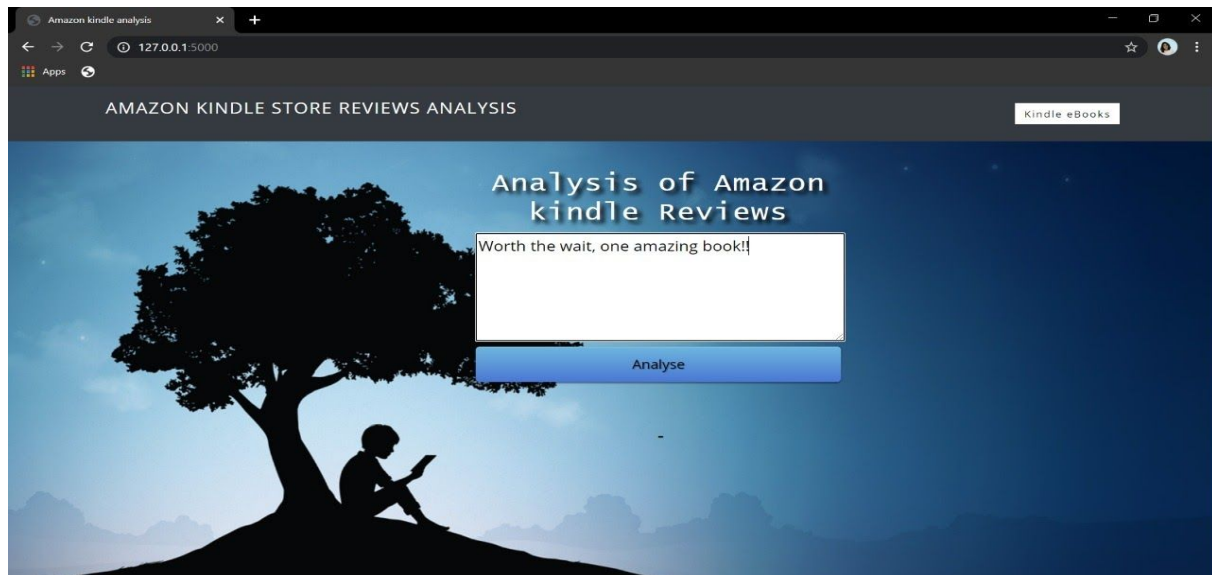 Amazon kindle analysis
127.0.0.1:5000
Apps
AMAZON KINDLE STORE REVIEWS ANALYSIS
Kindle eBooks
Analysis of Amazon
kindle Reviews
Worth the wait, one amazing book!!
Analyse
-